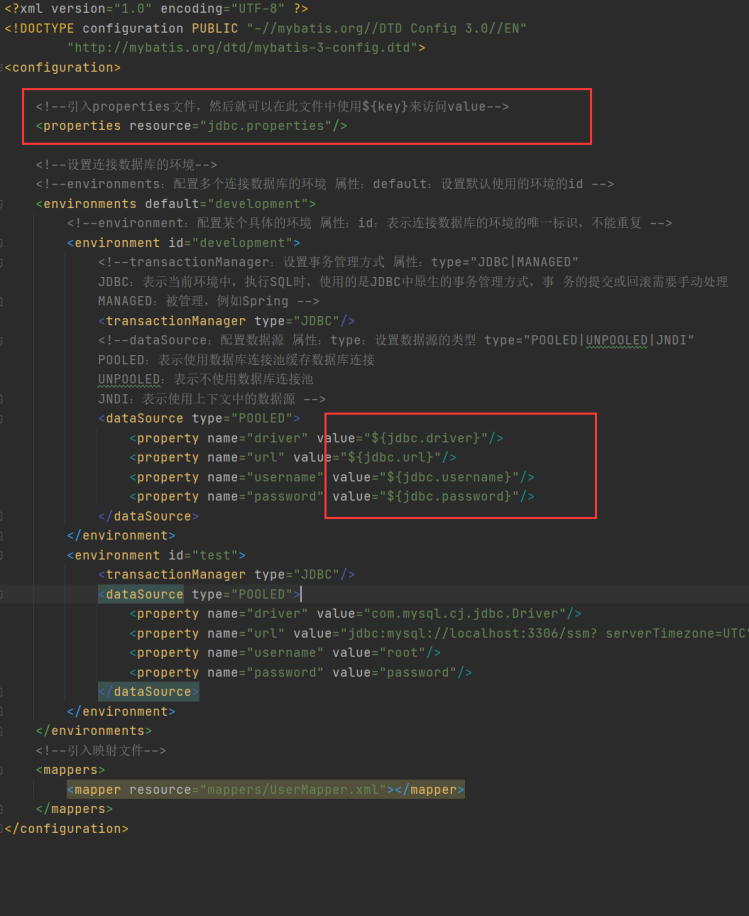 <?xml version="1.0" encoding="UTF-8" ?>
<!DOCTYPE configuration PUBLIC "-//mybatis.org//DTD Config 3.0//EN"
"http://mybatis.org/dtd/mybatis-3-config.dtd">
<configuration>
<!--引入properties文件，然后就可以在此文件中使用${key}来访问value-->
<properties resource="jdbc.properties"/>
<!--设置连接数据库的环境-->
<!--environments：配置多个连接数据库的环境 属性：default：设置默认使用的环境的id -->
<environments default="development">
<!--environment：配置某个具体的环境 属性：id：表示连接数据库的环境的唯一标识，不能重复 -->
<environment id="development">
<!--transactionManager：设置事务管理方式 属性：type="JDBC|MANAGED"
JDBC：表示当前环境中，执行SQL时，使用的是JDBC中原生的事务管理方式，事 务的提交或回滚需要手动处理
MANAGED：被管理，例如Spring -->
<transactionManager type="JDBC"/>
<!--dataSource：配置数据源 属性：type：设置数据源的类型 type="POOLED|UNPOOLED|JNDI"
POOLED：表示使用数据库连接池缓存数据库连接
UNPOOLED：表示不使用数据库连接池
JNDI：表示使用上下文中的数据源 -->
<dataSource type="POOLED">
<property name="driver" value="${jdbc.driver}"/>
<property name="url" value="${jdbc.url}"/>
<property name="username" value="${jdbc.username}"/>
<property name="password" value="${jdbc.password}"/>
</dataSource>
</environment>
<environment id="test">
<transactionManager type="JDBC"/>
<dataSource type="POOLED">
<property name="driver" value="com.mysql.cj.jdbc.Driver"/>
<property name="url" value="jdbc:mysql://localhost:3306/ssm? serverTimezone=UTC"
<property name="username" value="root"/>
<property name="password" value="password"/>
</dataSource>
</environment>
</environments>
<!--引入映射文件-->
<mappers>
<mapper resource="mappers/UserMapper.xml"></mapper>
</mappers>
</configuration>